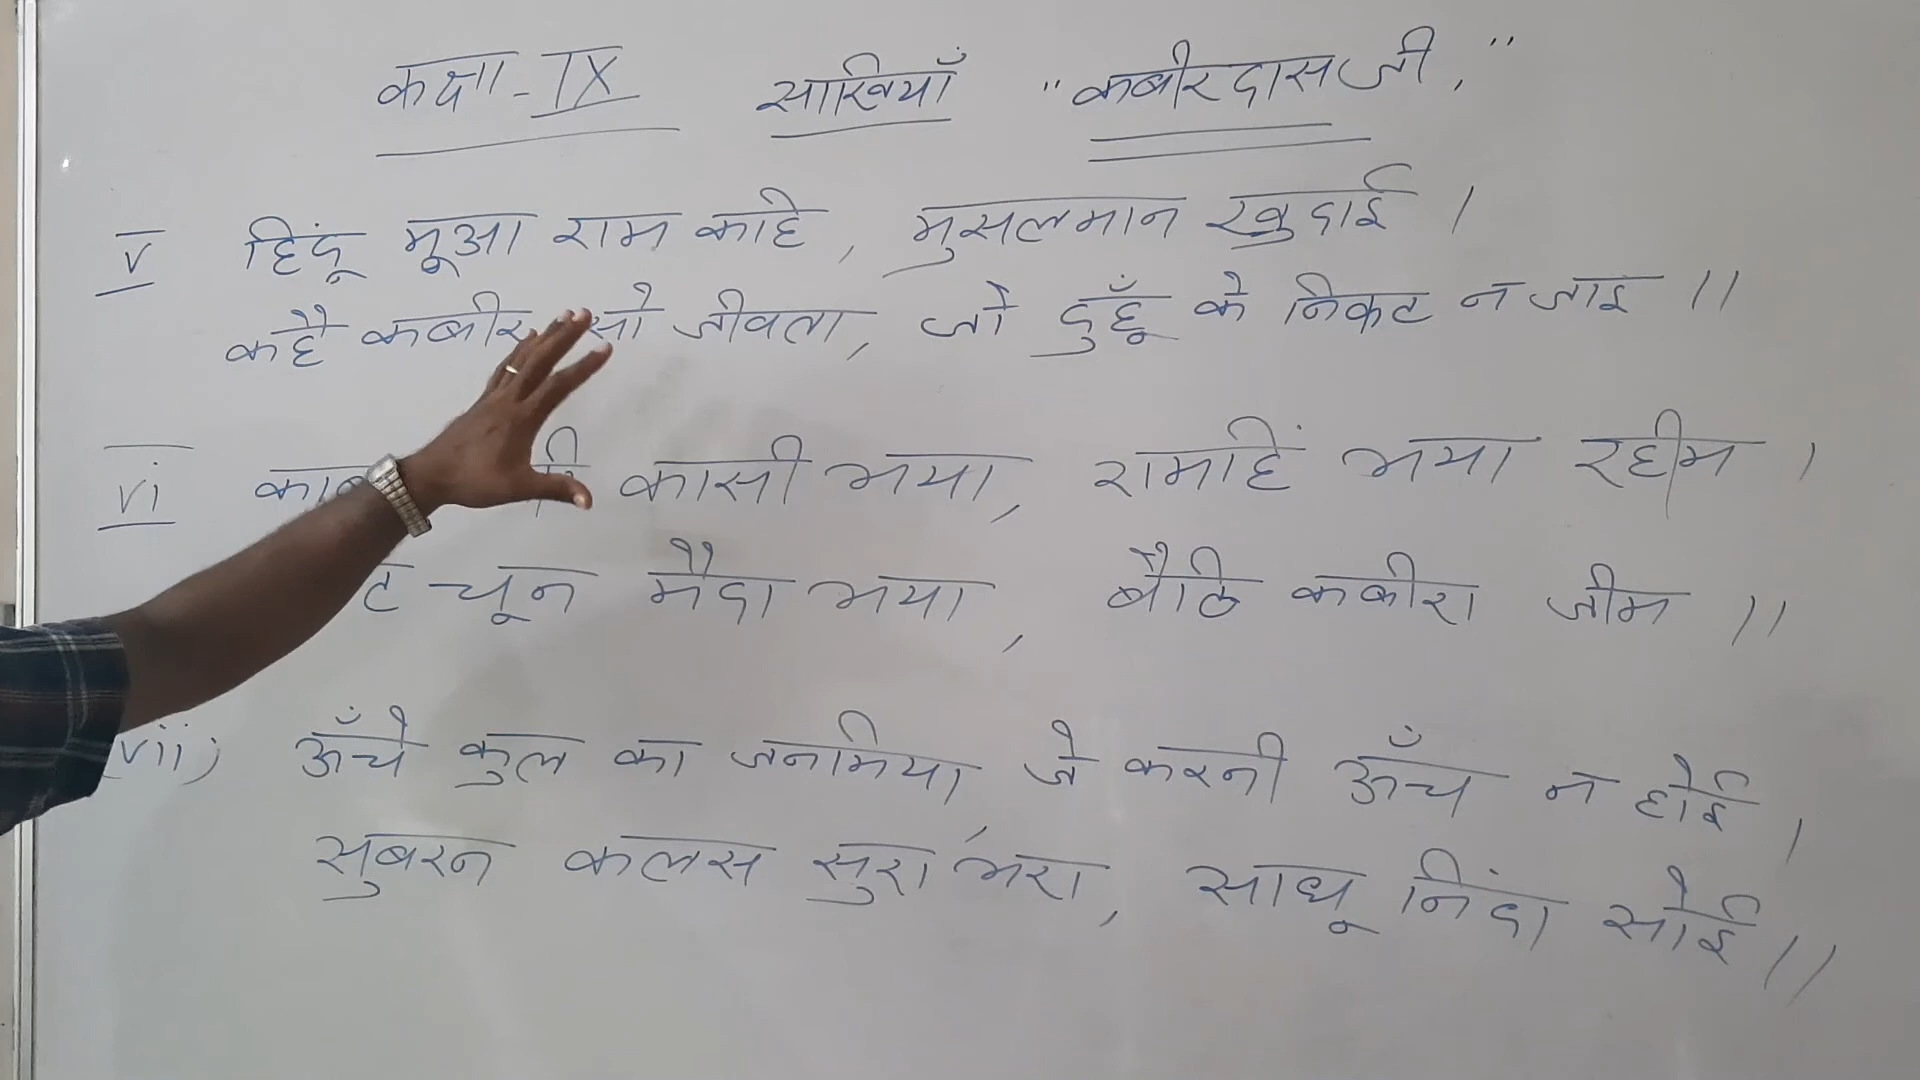 कक्षा - IX साखियाँ "कबीरदास जी."
v हिंदू मूआ राम काहे, मुसलमान खुदाई ।
कहै कबीर सो जीवता, जो दुहूँ के निकट न जाइ ।।
vi कासी भया, रामहिं भया रहीम ।
चून मैदा भया, बैठि कबीरा जीम ।।
(vii) ऊँचे कुल का जनमिया, जे करनी ऊँच न होई,
सुबरन कलस सुरा भरा, साधू निंदा सोई ।।